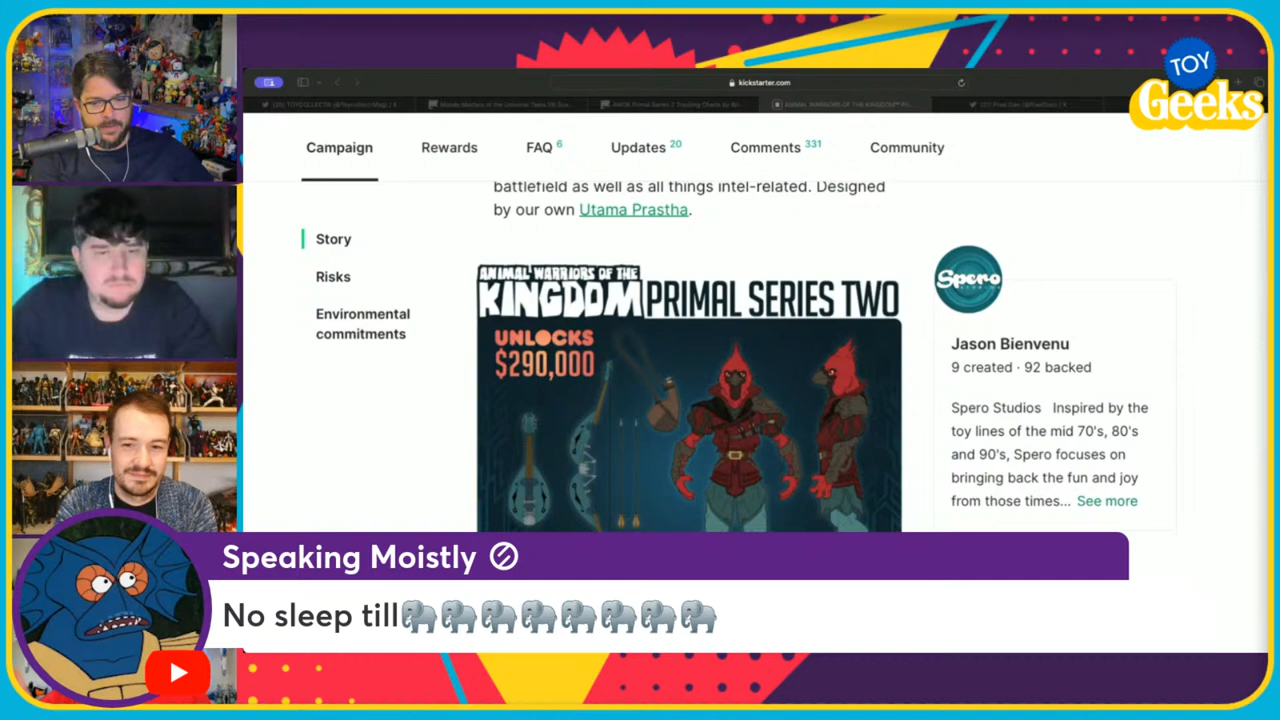 TOY
Geeks
kickstarter.com
Campaign
Rewards
FAQ 6
Updates 20
Comments 331
Community
battlefield as well as all things intel-related. Designed
by our own Utama Prastha.
Story
Risks
Environmental
commitments
ANIMAL WARRIORS OF THE
KINGDOM PRIMAL SERIES TWO
UNLOCKS
$290,000
Spero
Jason Bienvenu
9 created · 92 backed
Spero Studios Inspired by the
toy lines of the mid 70's, 80's
and 90's, Spero focuses on
bringing back the fun and joy
from those times... See more
Speaking Moistly
No sleep till🐘🐘🐘🐘🐘🐘🐘🐘